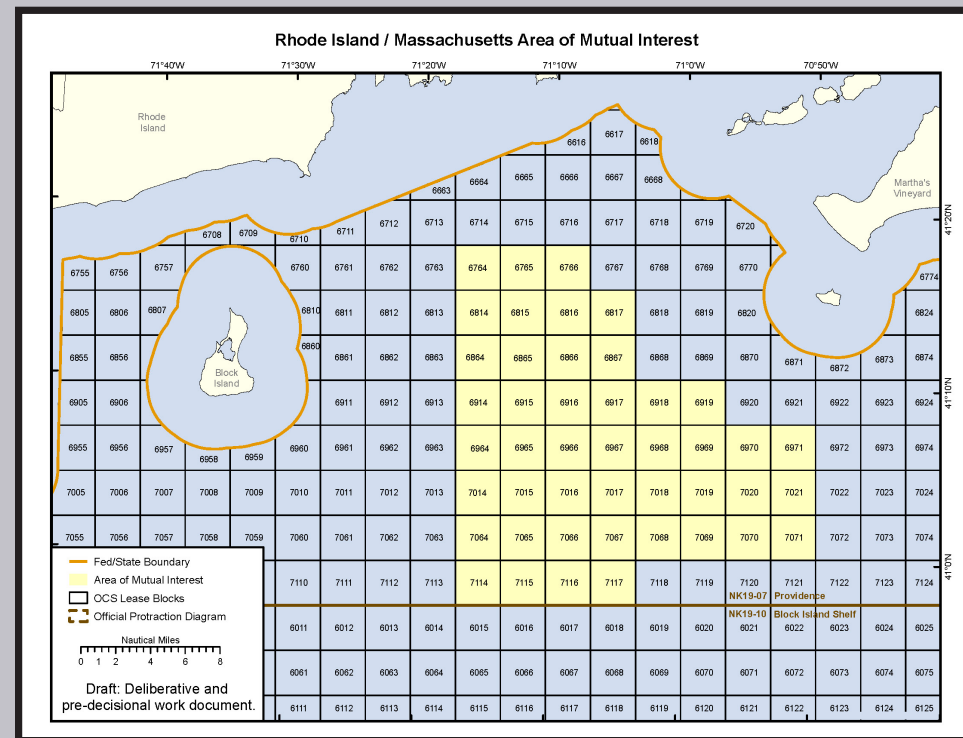 Rhode Island / Massachusetts Area of Mutual Interest
71°40'W 71°30'W 71°20'W 71°10'W 71°0'W 70°50'W
Rhode
Island
6616 6617 6618
6663 6664 6665 6666 6667 6668
Martha's
Vineyard
41°20'N
6708 6709 6710 6711 6712 6713 6714 6715 6716 6717 6718 6719 6720
6755 6756 6757 6760 6761 6762 6763 6764 6765 6766 6767 6768 6769 6770 6774
6805 6806 6807 6810 6811 6812 6813 6814 6815 6816 6817 6818 6819 6820 6824
6855 6856 6860 6861 6862 6863 6864 6865 6866 6867 6868 6869 6870 6871 6872 6873 6874
Block
Island
41°10'N
6905 6906 6911 6912 6913 6914 6915 6916 6917 6918 6919 6920 6921 6922 6923 6924
6955 6956 6957 6958 6959 6960 6961 6962 6963 6964 6965 6966 6967 6968 6969 6970 6971 6972 6973 6974
7005 7006 7007 7008 7009 7010 7011 7012 7013 7014 7015 7016 7017 7018 7019 7020 7021 7022 7023 7024
7055 7056 7057 7058 7059 7060 7061 7062 7063 7064 7065 7066 7067 7068 7069 7070 7071 7072 7073 7074
41°0'N
7110 7111 7112 7113 7114 7115 7116 7117 7118 7119 7120 7121 7122 7123 7124
NK19-07 Providence
NK19-10 Block Island Shelf
6011 6012 6013 6014 6015 6016 6017 6018 6019 6020 6021 6022 6023 6024 6025
6061 6062 6063 6064 6065 6066 6067 6068 6069 6070 6071 6072 6073 6074 6075
6111 6112 6113 6114 6115 6116 6117 6118 6119 6120 6121 6122 6123 6124 6125
Fed/State Boundary
Area of Mutual Interest
OCS Lease Blocks
Official Protraction Diagram
Nautical Miles
0 1 2 4 6 8
Draft: Deliberative and
pre-decisional work document.